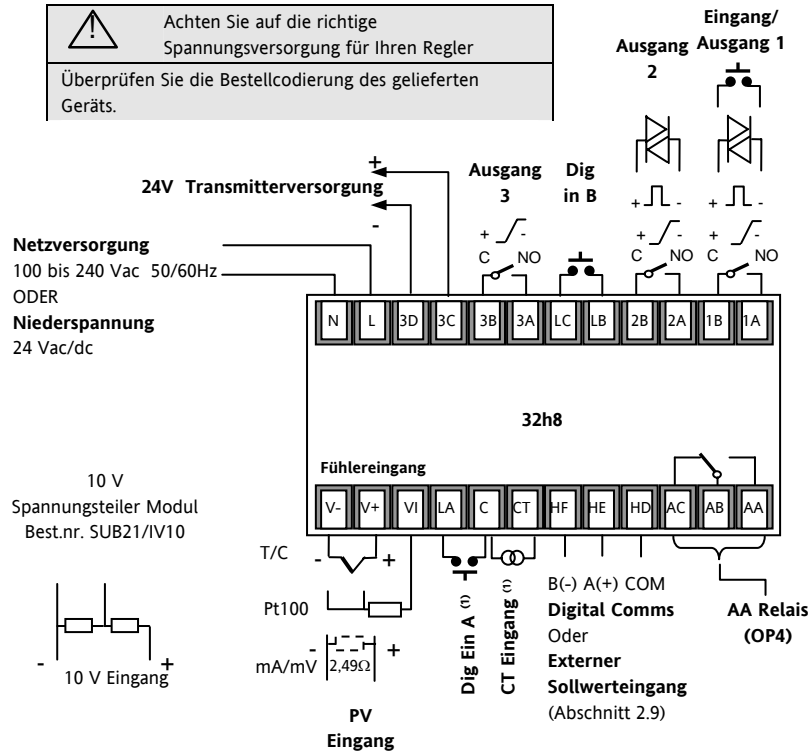 Achten Sie auf die richtige
Spannungsversorgung für Ihren Regler
Überprüfen Sie die Bestellcodierung des gelieferten
Geräts.
Eingang/
Ausgang 1
Ausgang
2
24V Transmitterversorgung
+
-
Ausgang
3
Dig
in B
+ -
+ -
+ -
+ -
+ -
C NO
C NO
C NO
Netzversorgung
100 bis 240 Vac 50/60Hz
ODER
Niederspannung
24 Vac/dc
N L 3D 3C 3B 3A LC LB 2B 2A 1B 1A
32h8
Fühlereingang
V- V+ VI LA C CT HF HE HD AC AB AA
10 V
Spannungsteiler Modul
Best.nr. SUB21/IV10
- +
10 V Eingang
T/C - +
Pt100
mA/mV - 2,49Ω +
PV
Eingang
Dig Ein A (1)
CT Eingang (1)
B(-) A(+) COM
Digital Comms
Oder
Externer
Sollwerteingang
(Abschnitt 2.9)
AA Relais
(OP4)